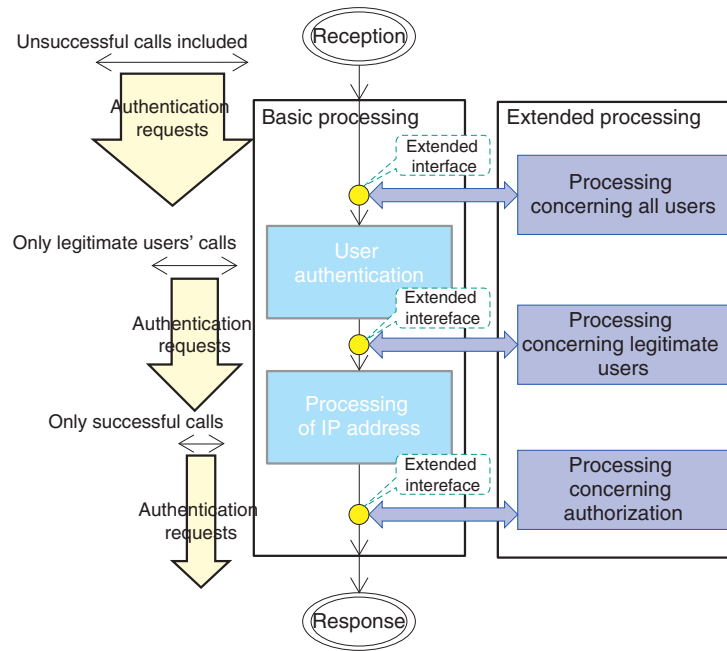 Reception
Unsuccessful calls included
Authentication
requests
Basic processing
Extended processing
Extended
interface
Processing
concerning all users
Only legitimate users’ calls
User
authentication
Authentication
requests
Extended
intereface
Processing
concerning legitimate
users
Only successful calls
Processing
of IP address
Authentication
requests
Extended
intereface
Processing
concerning
authorization
Response